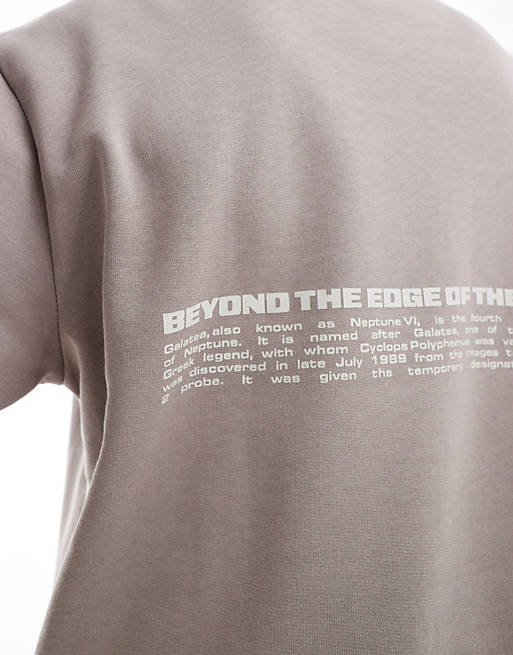 BEYOND THE EDGE OF THE
Galatea, also known as Neptune VI, is the fourth
of Neptune. It is named after Galatea, one of
Greek legend, with whom Cyclops Polyphemus was
was discovered in late July 1989 from the images
2 probe. It was given the temporary